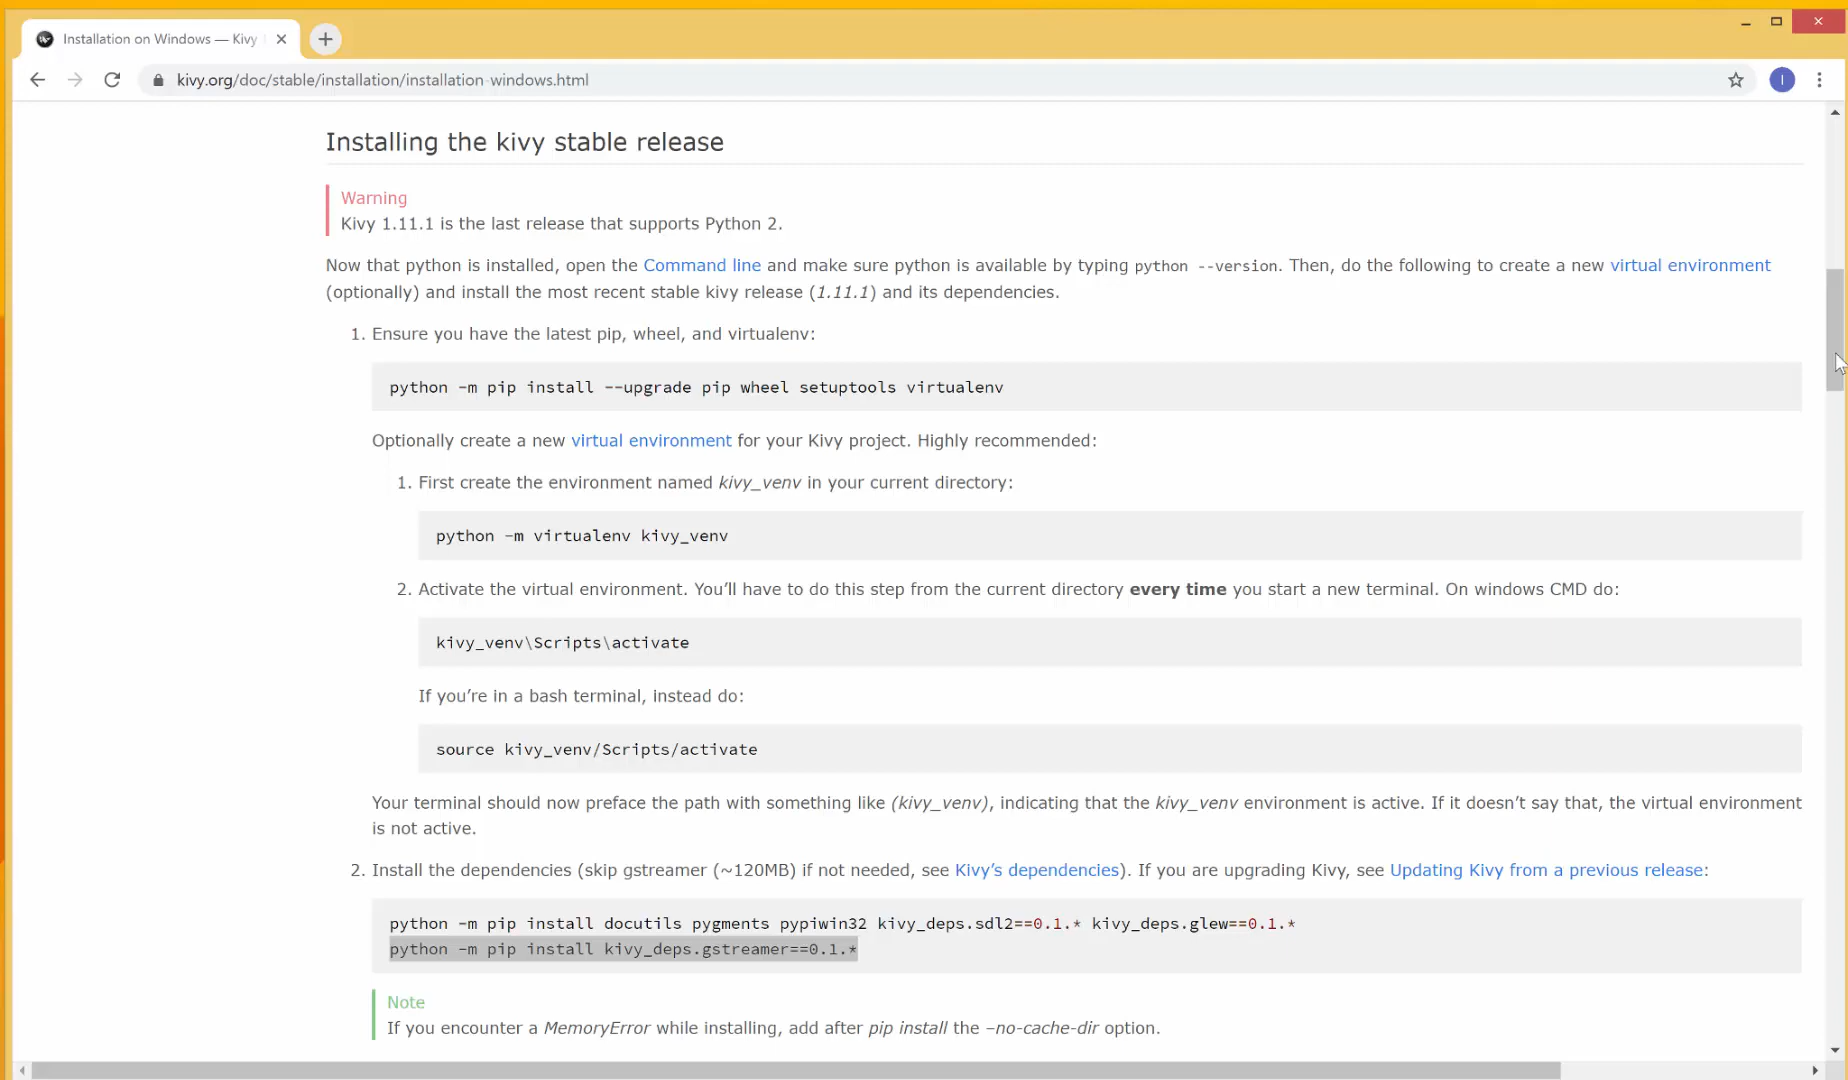 Installation on Windows — Kivy
kivy.org/doc/stable/installation/installation-windows.html
I
Installing the kivy stable release
Warning
Kivy 1.11.1 is the last release that supports Python 2.
Now that python is installed, open the Command line and make sure python is available by typing python --version. Then, do the following to create a new virtual environment
(optionally) and install the most recent stable kivy release (1.11.1) and its dependencies.
1. Ensure you have the latest pip, wheel, and virtualenv:
python -m pip install --upgrade pip wheel setuptools virtualenv
Optionally create a new virtual environment for your Kivy project. Highly recommended:
1. First create the environment named kivy_venv in your current directory:
python -m virtualenv kivy_venv
2. Activate the virtual environment. You’ll have to do this step from the current directory every time you start a new terminal. On windows CMD do:
kivy_venv\Scripts\activate
If you’re in a bash terminal, instead do:
source kivy_venv/Scripts/activate
Your terminal should now preface the path with something like (kivy_venv), indicating that the kivy_venv environment is active. If it doesn’t say that, the virtual environment
is not active.
2. Install the dependencies (skip gstreamer (~120MB) if not needed, see Kivy’s dependencies). If you are upgrading Kivy, see Updating Kivy from a previous release:
python -m pip install docutils pygments pypiwin32 kivy_deps.sdl2==0.1.* kivy_deps.glew==0.1.*
python -m pip install kivy_deps.gstreamer==0.1.*
Note
If you encounter a MemoryError while installing, add after pip install the –no-cache-dir option.